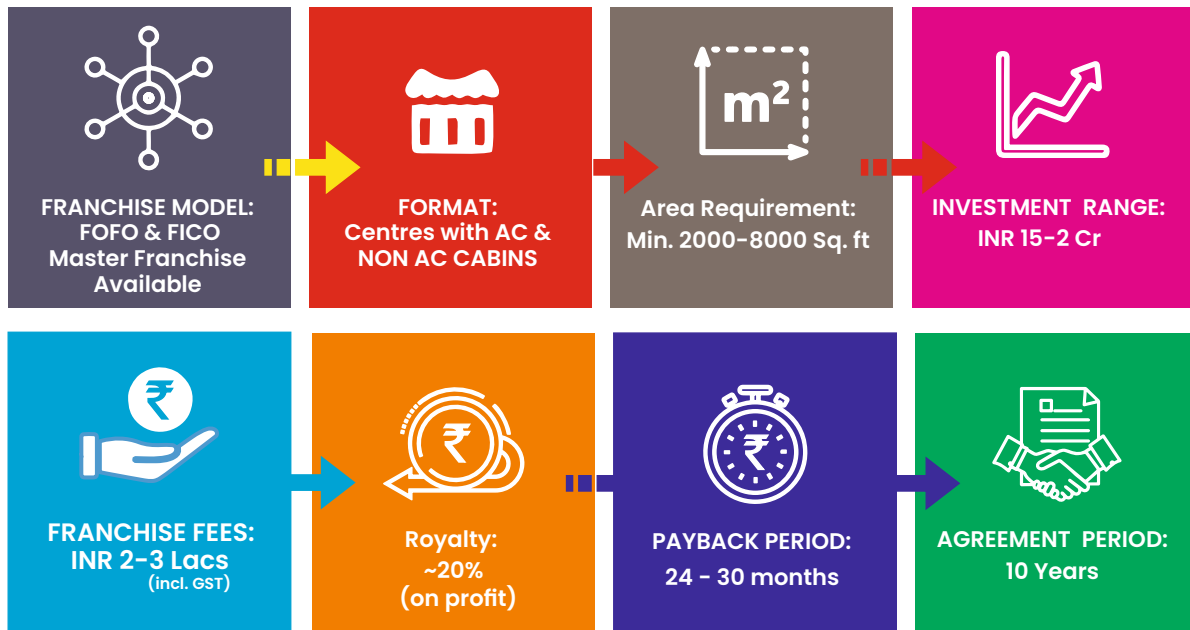 m²
FRANCHISE MODEL:
FOFO & FICO
Master Franchise
Available
FORMAT:
Centres with AC &
NON AC CABINS
Area Requirement:
Min. 2000-8000 Sq. ft
INVESTMENT RANGE:
INR 15-2 Cr
₹
FRANCHISE FEES:
INR 2-3 Lacs
(incl. GST)
₹
Royalty:
~20%
(on profit)
₹
PAYBACK PERIOD:
24 - 30 months
AGREEMENT PERIOD:
10 Years